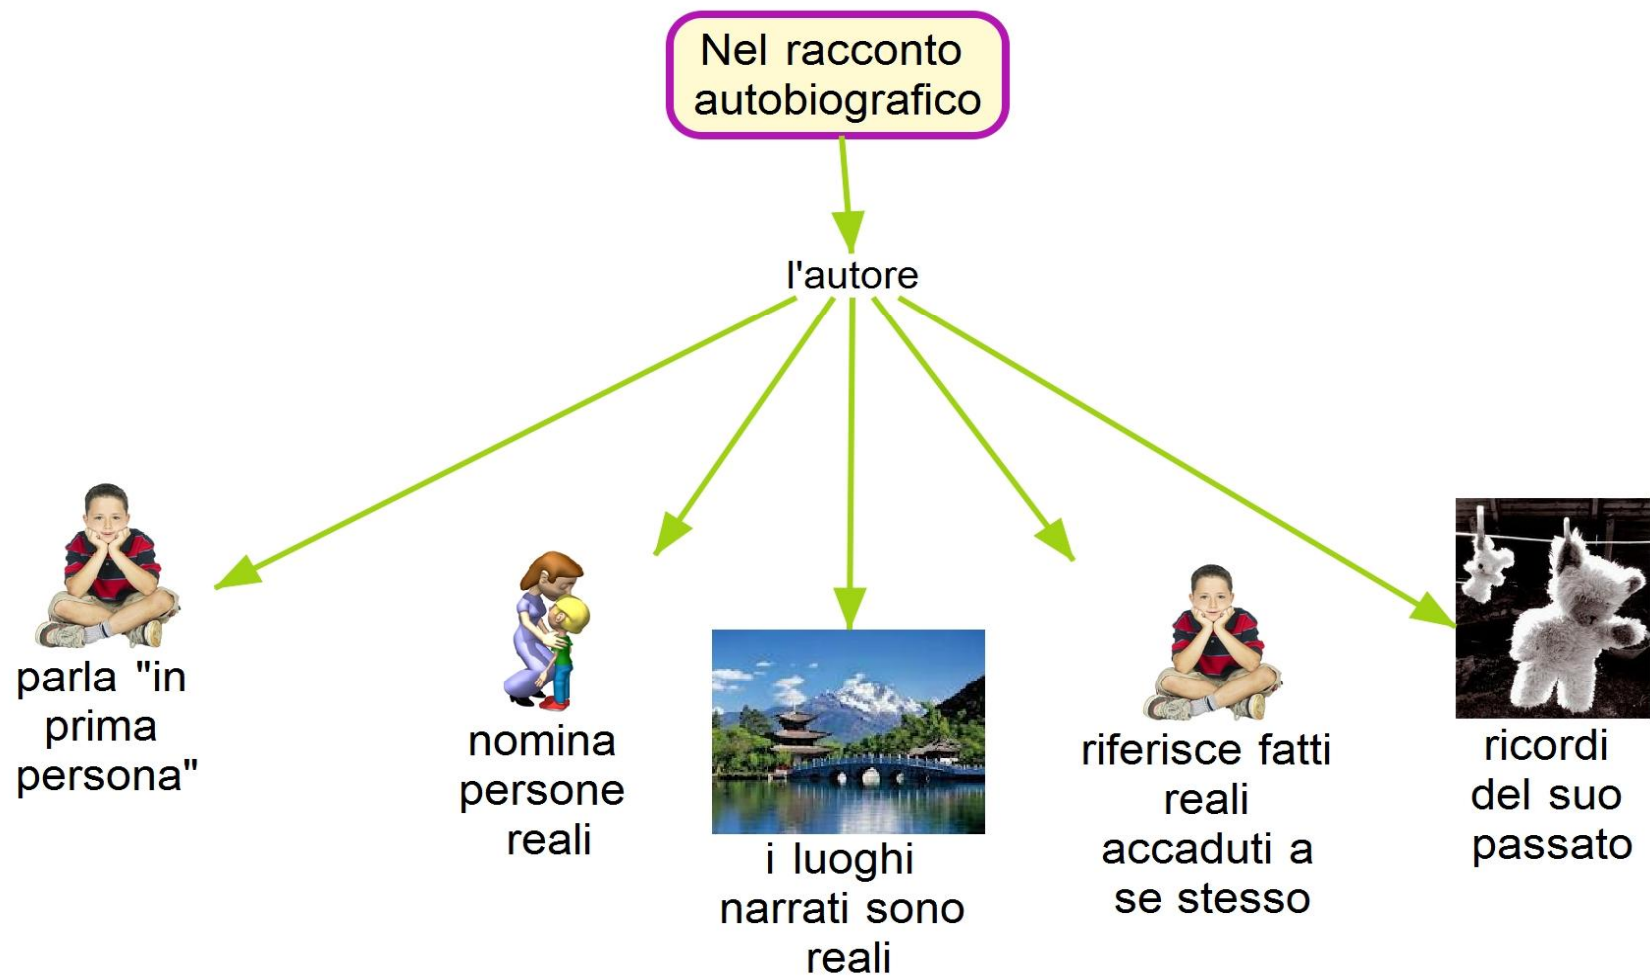 Nel racconto
autobiografico
l'autore
parla "in
prima
persona"
nomina
persone
reali
i luoghi
narrati sono
reali
riferisce fatti
reali
accaduti a
se stesso
ricordi
del suo
passato